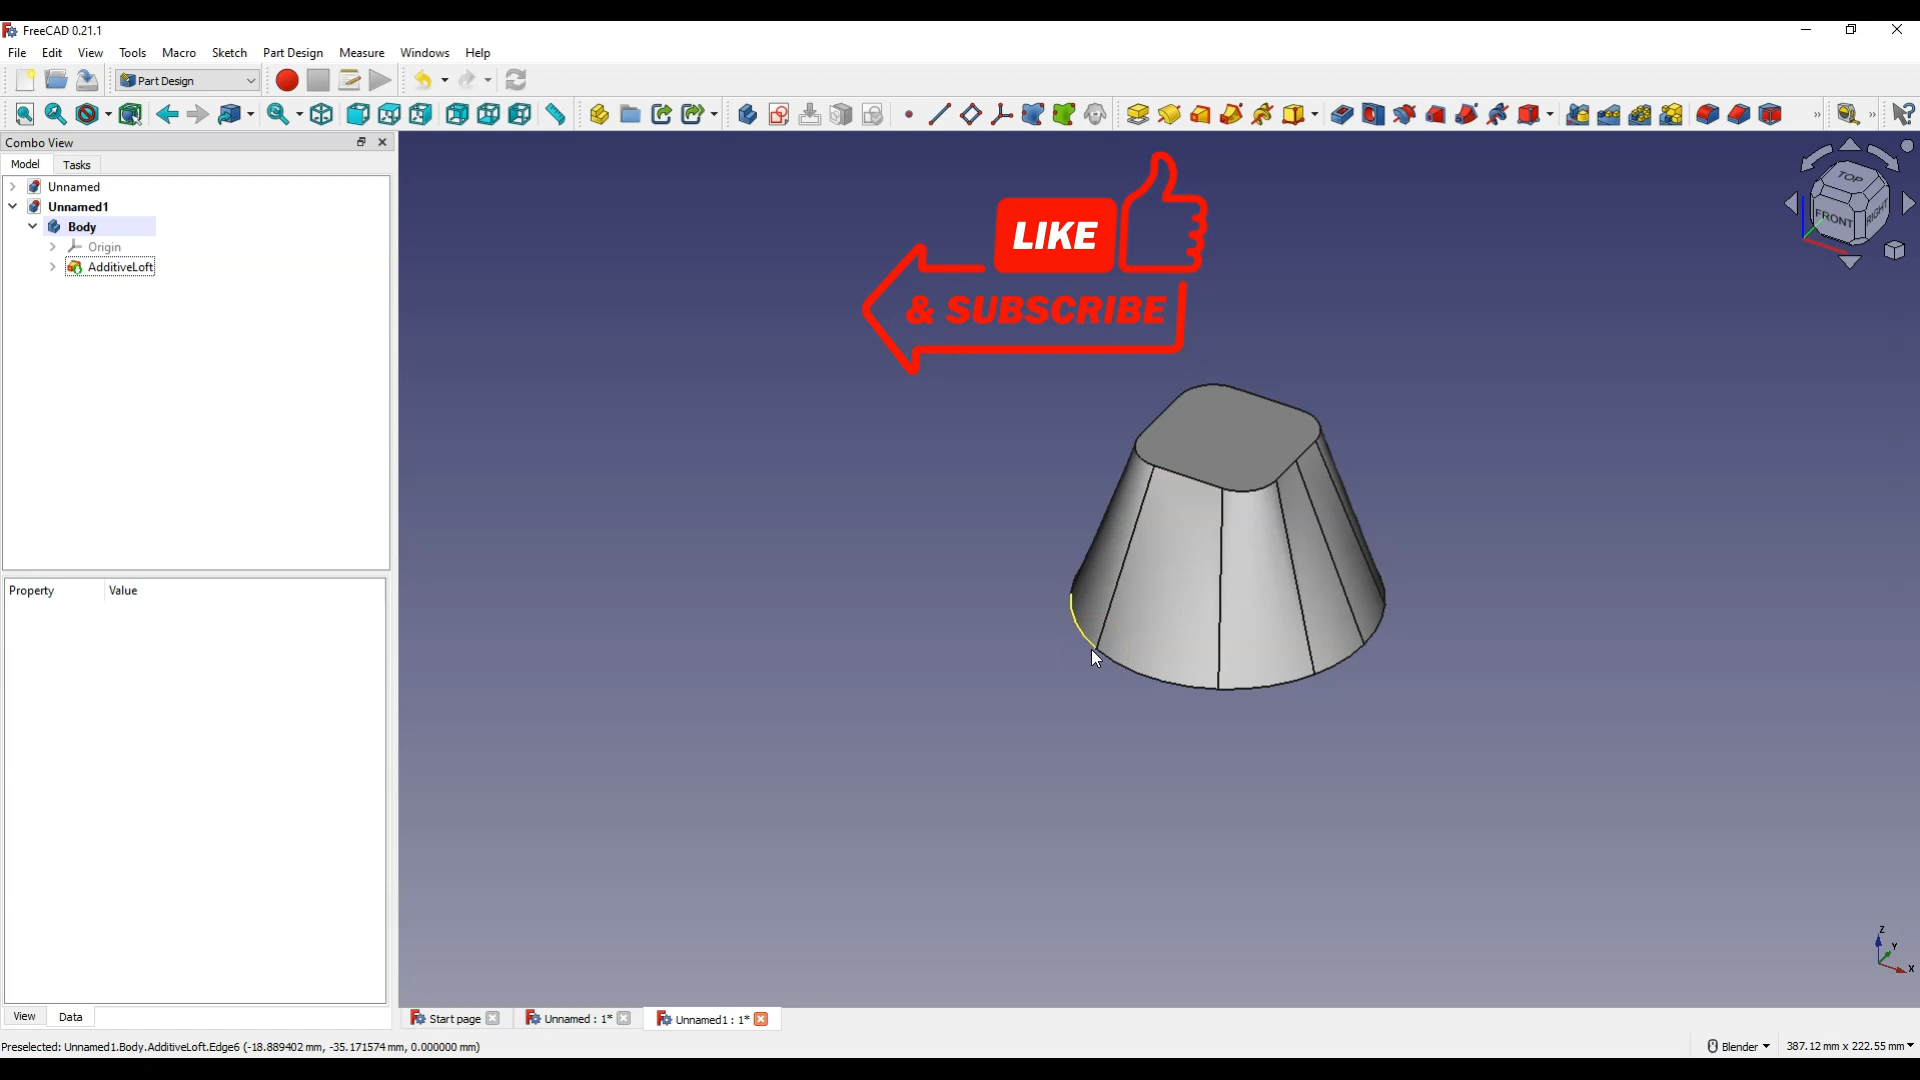 FreeCAD 0.21.1
File Edit View Tools Macro Sketch Part Design Measure Windows Help
Part Design
Combo View
Model Tasks
Unnamed
Unnamed1
Body
Origin
AdditiveLoft
LIKE
& SUBSCRIBE
TOP
FRONT
RIGHT
Property Value
Z
Y
X
View Data
Start page Unnamed : 1* Unnamed1 : 1*
Preselected: Unnamed1.Body.AdditiveLoft.Edge6 (-18.889402 mm, -35.171574 mm, 0.000000 mm)
Blender 387.12 mm x 222.55 mm